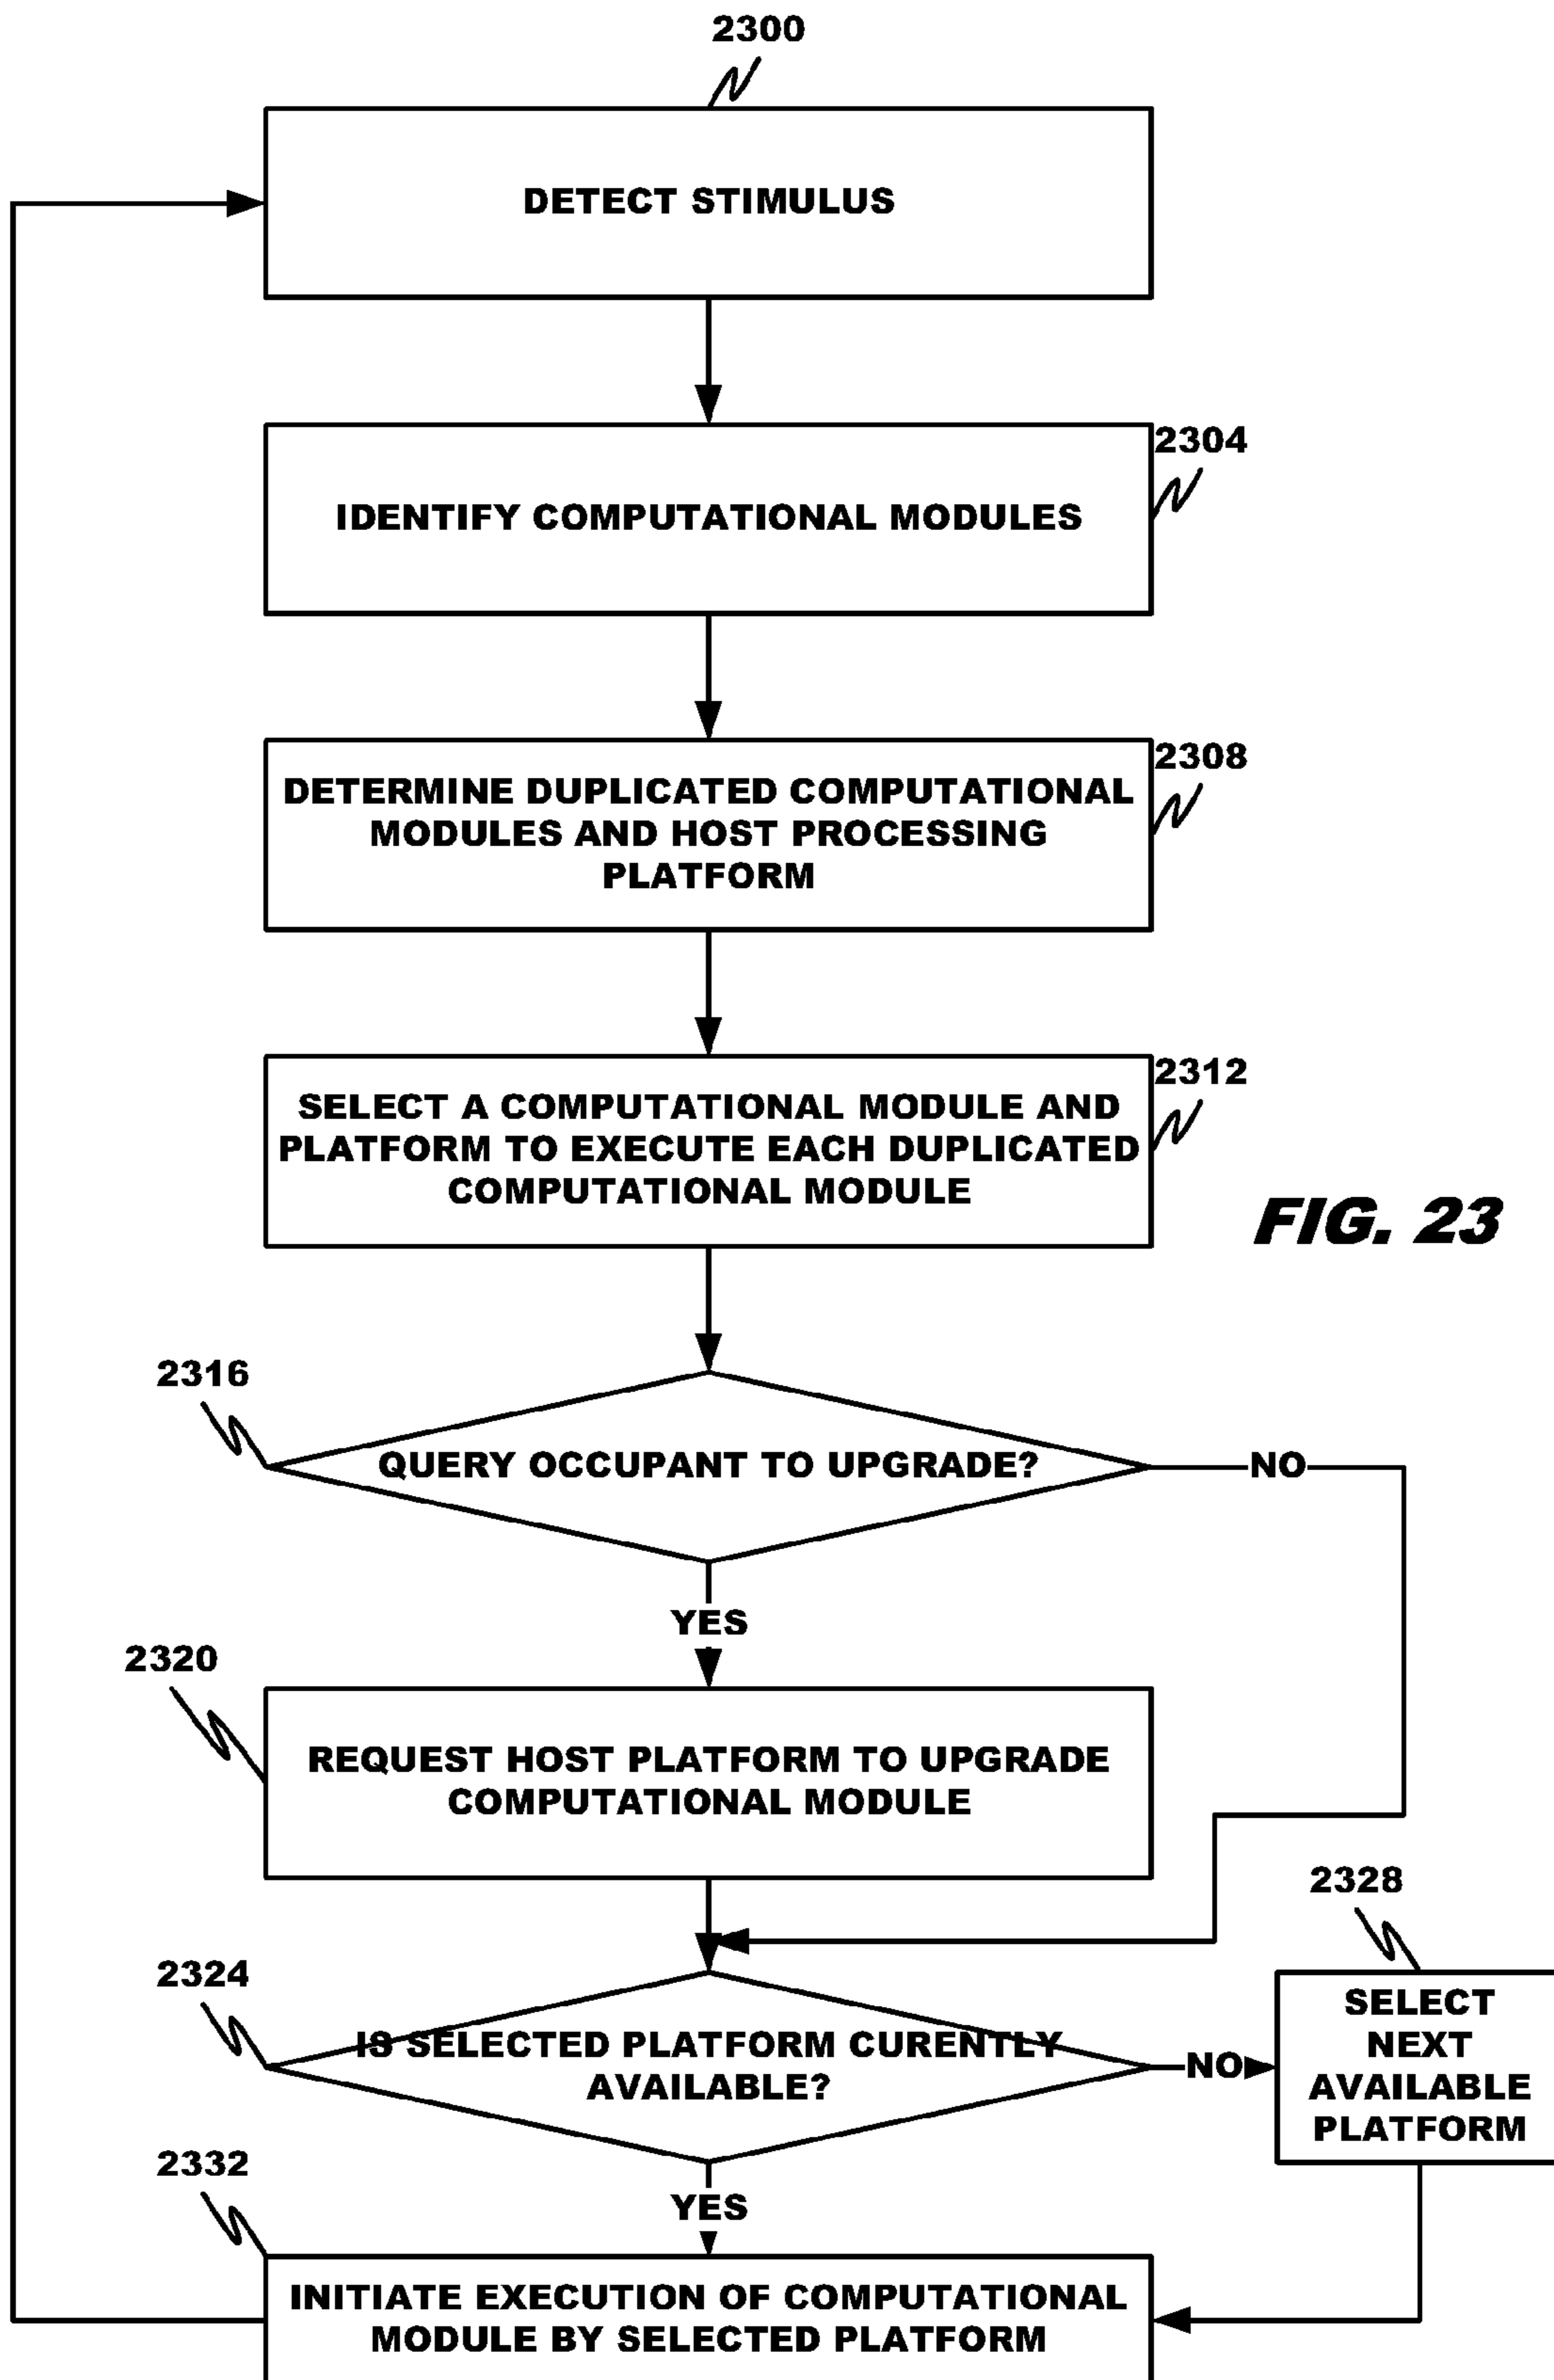 2300
DETECT STIMULUS
2304
IDENTIFY COMPUTATIONAL MODULES
2308
DETERMINE DUPLICATED COMPUTATIONAL
MODULES AND HOST PROCESSING
PLATFORM
2312
SELECT A COMPUTATIONAL MODULE AND
PLATFORM TO EXECUTE EACH DUPLICATED
COMPUTATIONAL MODULE
FIG. 23
2316
QUERY OCCUPANT TO UPGRADE?
NO
YES
2320
REQUEST HOST PLATFORM TO UPGRADE
COMPUTATIONAL MODULE
2324
IS SELECTED PLATFORM CURENTLY
AVAILABLE?
NO
2328
SELECT
NEXT
AVAILABLE
PLATFORM
YES
2332
INITIATE EXECUTION OF COMPUTATIONAL
MODULE BY SELECTED PLATFORM